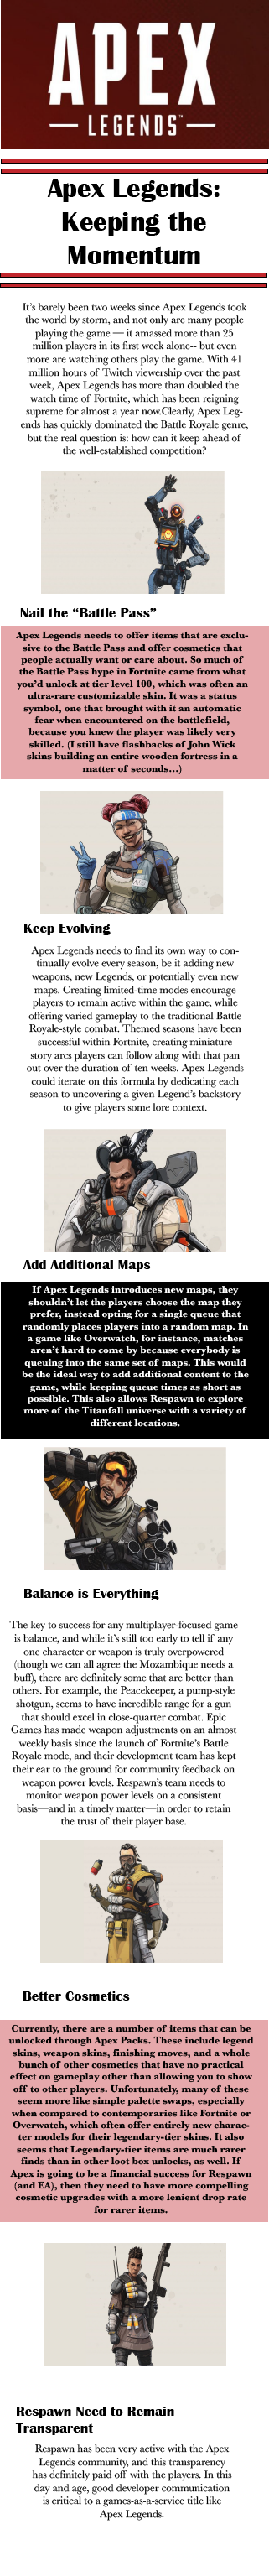 APEX
LEGENDS™
Apex Legends:
Keeping the
Momentum
It's barely been two weeks since Apex Legends took
the world by storm, and not only are many people
playing the game — it amassed more than 25
million players in its first week alone-- but even
more are watching others play the game. With 41
million hours of Twitch viewership over the past
week, Apex Legends has more than doubled the
watch time of Fortnite, which has been reigning
supreme for almost a year now.Clearly, Apex Leg-
ends has quickly dominated the Battle Royale genre,
but the real question is: how can it keep ahead of
the well-established competition?
Nail the “Battle Pass”
Apex Legends needs to offer items that are exclu-
sive to the Battle Pass and offer cosmetics that
people actually want or care about. So much of
the Battle Pass hype in Fortnite came from what
you'd unlock at tier level 100, which was often an
ultra-rare customizable skin. It was a status
symbol, one that brought with it an automatic
fear when encountered on the battlefield,
because you knew the player was likely very
skilled. (I still have flashbacks of John Wick
skins building an entire wooden fortress in a
matter of seconds...)
Keep Evolving
Apex Legends needs to find its own way to con-
tinually evolve every season, be it adding new
weapons, new Legends, or potentially even new
maps. Creating limited-time modes encourage
players to remain active within the game, while
offering varied gameplay to the traditional Battle
Royale-style combat. Themed seasons have been
successful within Fortnite, creating miniature
story arcs players can follow along with that pan
out over the duration of ten weeks. Apex Legends
could iterate on this formula by dedicating each
season to uncovering a given Legend's backstory
to give players some lore context.
Add Additional Maps
If Apex Legends introduces new maps, they
shouldn't let the players choose the map they
prefer, instead opting for a single queue that
randomly places players into a random map. In
a game like Overwatch, for instance, matches
aren't hard to come by because everybody is
queuing into the same set of maps. This would
be the ideal way to add additional content to the
game, while keeping queue times as short as
possible. This also allows Respawn to explore
more of the Titanfall universe with a variety of
different locations.
Balance is Everything
The key to success for any multiplayer-focused game
is balance, and while it's still too early to tell if any
one character or weapon is truly overpowered
(though we can all agree the Mozambique needs a
buff), there are definitely some that are better than
others. For example, the Peacekeeper, a pump-style
shotgun, seems to have incredible range for a gun
that should excel in close-quarter combat. Epic
Games has made weapon adjustments on an almost
weekly basis since the launch of Fortnite's Battle
Royale mode, and their development team has kept
their ear to the ground for community feedback on
weapon power levels. Respawn's team needs to
monitor weapon power levels on a consistent
basis—and in a timely matter—in order to retain
the trust of their player base.
Better Cosmetics
Currently, there are a number of items that can be
unlocked through Apex Packs. These include legend
skins, weapon skins, finishing moves, and a whole
bunch of other cosmetics that have no practical
effect on gameplay other than allowing you to show
off to other players. Unfortunately, many of these
seem more like simple palette swaps, especially
when compared to contemporaries like Fortnite or
Overwatch, which often offer entirely new charac-
ter models for their legendary-tier skins. It also
seems that Legendary-tier items are much rarer
finds than in other loot box unlocks, as well. If
Apex is going to be a financial success for Respawn
(and EA), then they need to have more compelling
cosmetic upgrades with a more lenient drop rate
for rarer items.
Respawn Need to Remain
Transparent
Respawn has been very active with the Apex
Legends community, and this transparency
has definitely paid off with the players. In this
day and age, good developer communication
is critical to a games-as-a-service title like
Apex Legends.